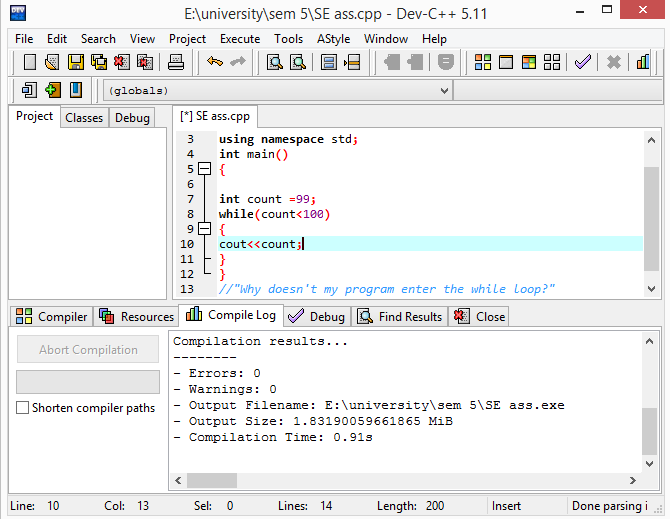 E:\university\sem 5\SE ass.cpp - Dev-C++ 5.11
File Edit Search View Project Execute Tools AStyle Window Help
(globals)
Project Classes Debug
[*] SE ass.cpp
3 using namespace std;
4 int main()
5 {
6
7 int count =99;
8 while(count<100)
9 {
10 cout<<count;
11 }
12 }
13 //"Why doesn't my program enter the while loop?"
Compiler Resources Compile Log Debug Find Results Close
Abort Compilation
Shorten compiler paths
Compilation results...
--------
- Errors: 0
- Warnings: 0
- Output Filename: E:\university\sem 5\SE ass.exe
- Output Size: 1.83190059661865 MiB
- Compilation Time: 0.91s
Line: 10 Col: 13 Sel: 0 Lines: 14 Length: 200 Insert Done parsing i